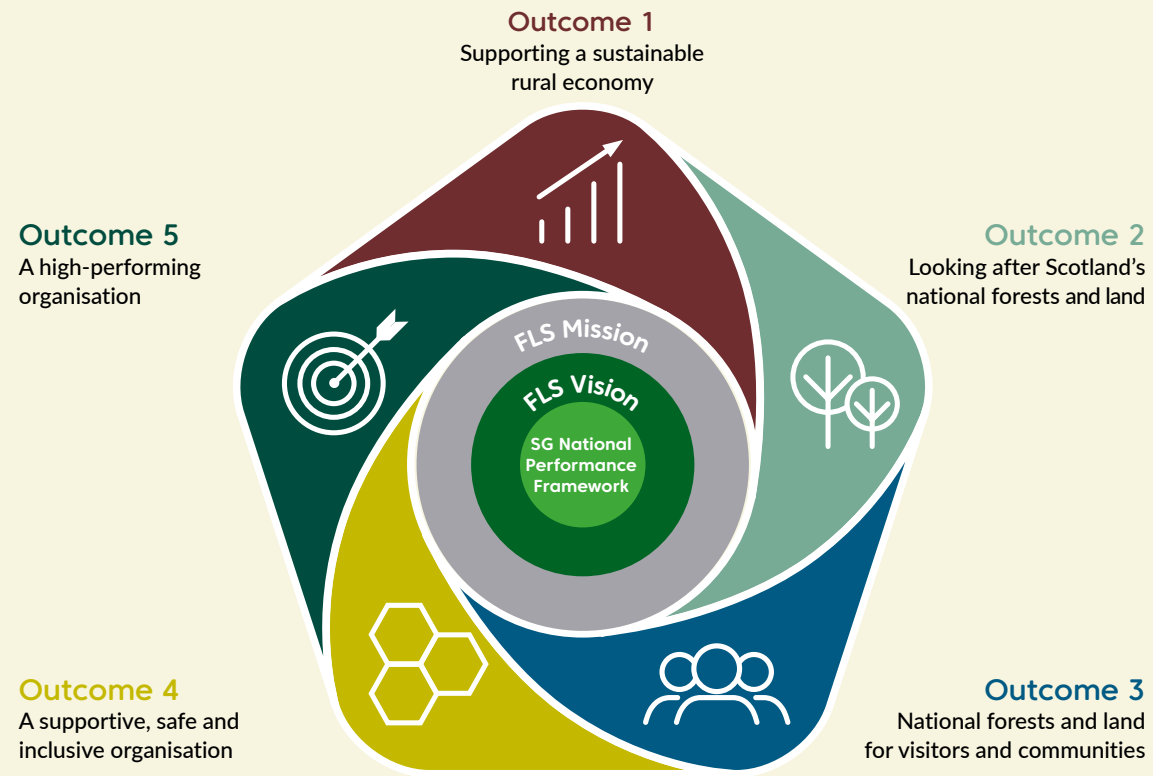 Outcome 1
Supporting a sustainable
rural economy
Outcome 5
A high-performing
organisation
Outcome 2
Looking after Scotland’s
national forests and land
FLS Mission
FLS Vision
SG National
Performance
Framework
Outcome 4
A supportive, safe and
inclusive organisation
Outcome 3
National forests and land
for visitors and communities